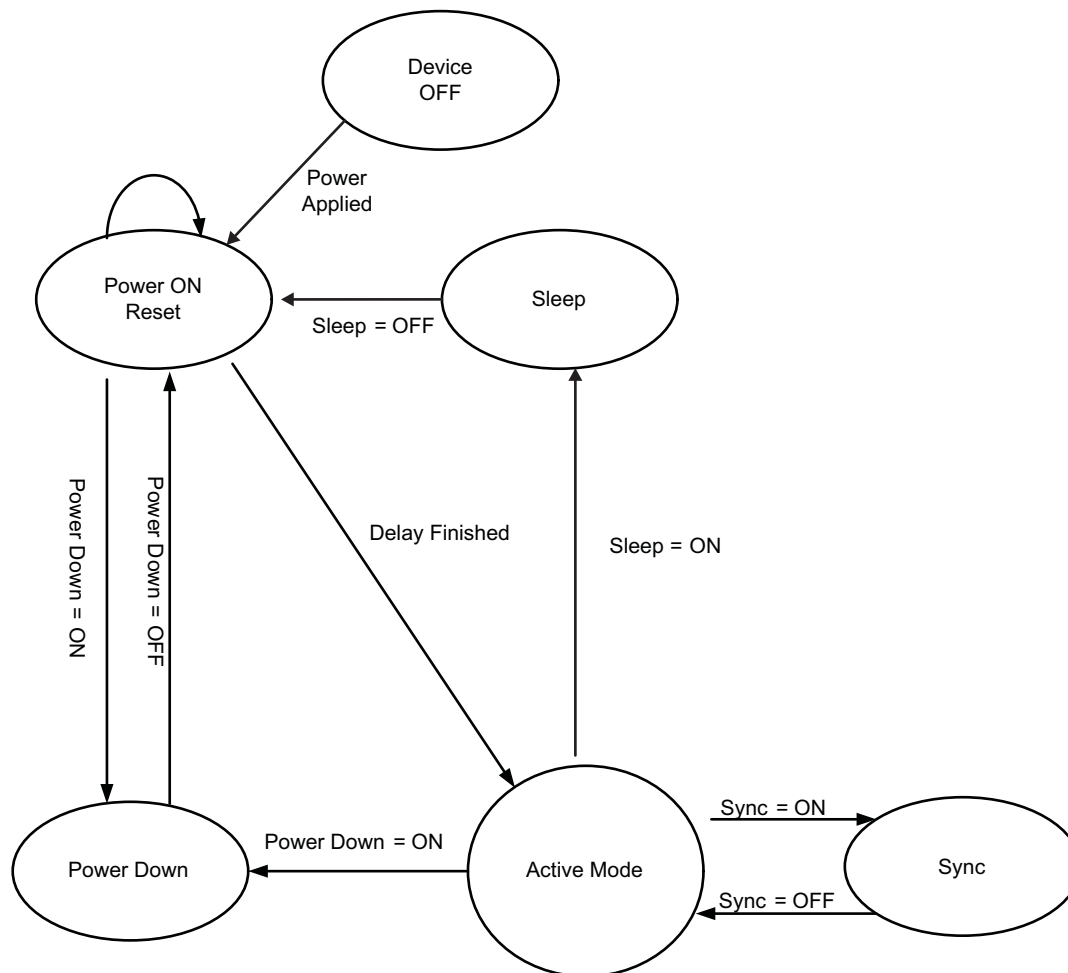 Device
OFF
Power
Applied
Power ON
Reset
Sleep
Sleep = OFF
Power Down = ON
Power Down = OFF
Delay Finished
Sleep = ON
Sync = ON
Power Down = ON
Power Down
Active Mode
Sync
Sync = OFF